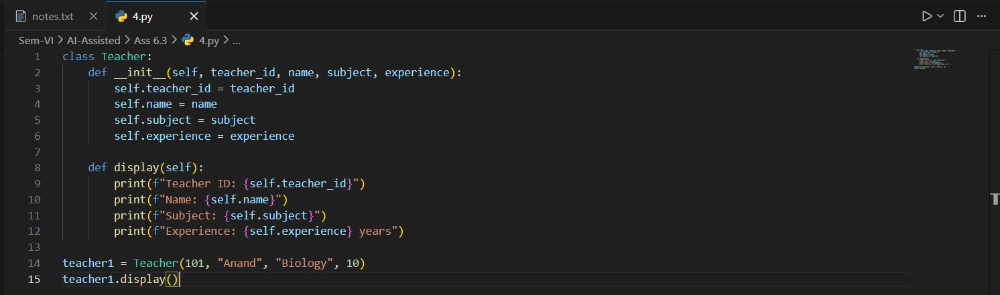 notes.txt 4.py
Sem-VI > AI-Assisted > Ass 6.3 > 4.py > ...
1 class Teacher:
2     def __init__(self, teacher_id, name, subject, experience):
3         self.teacher_id = teacher_id
4         self.name = name
5         self.subject = subject
6         self.experience = experience
7
8     def display(self):
9         print(f"Teacher ID: {self.teacher_id}")
10         print(f"Name: {self.name}")
11         print(f"Subject: {self.subject}")
12         print(f"Experience: {self.experience} years")
13
14 teacher1 = Teacher(101, "Anand", "Biology", 10)
15 teacher1.display()